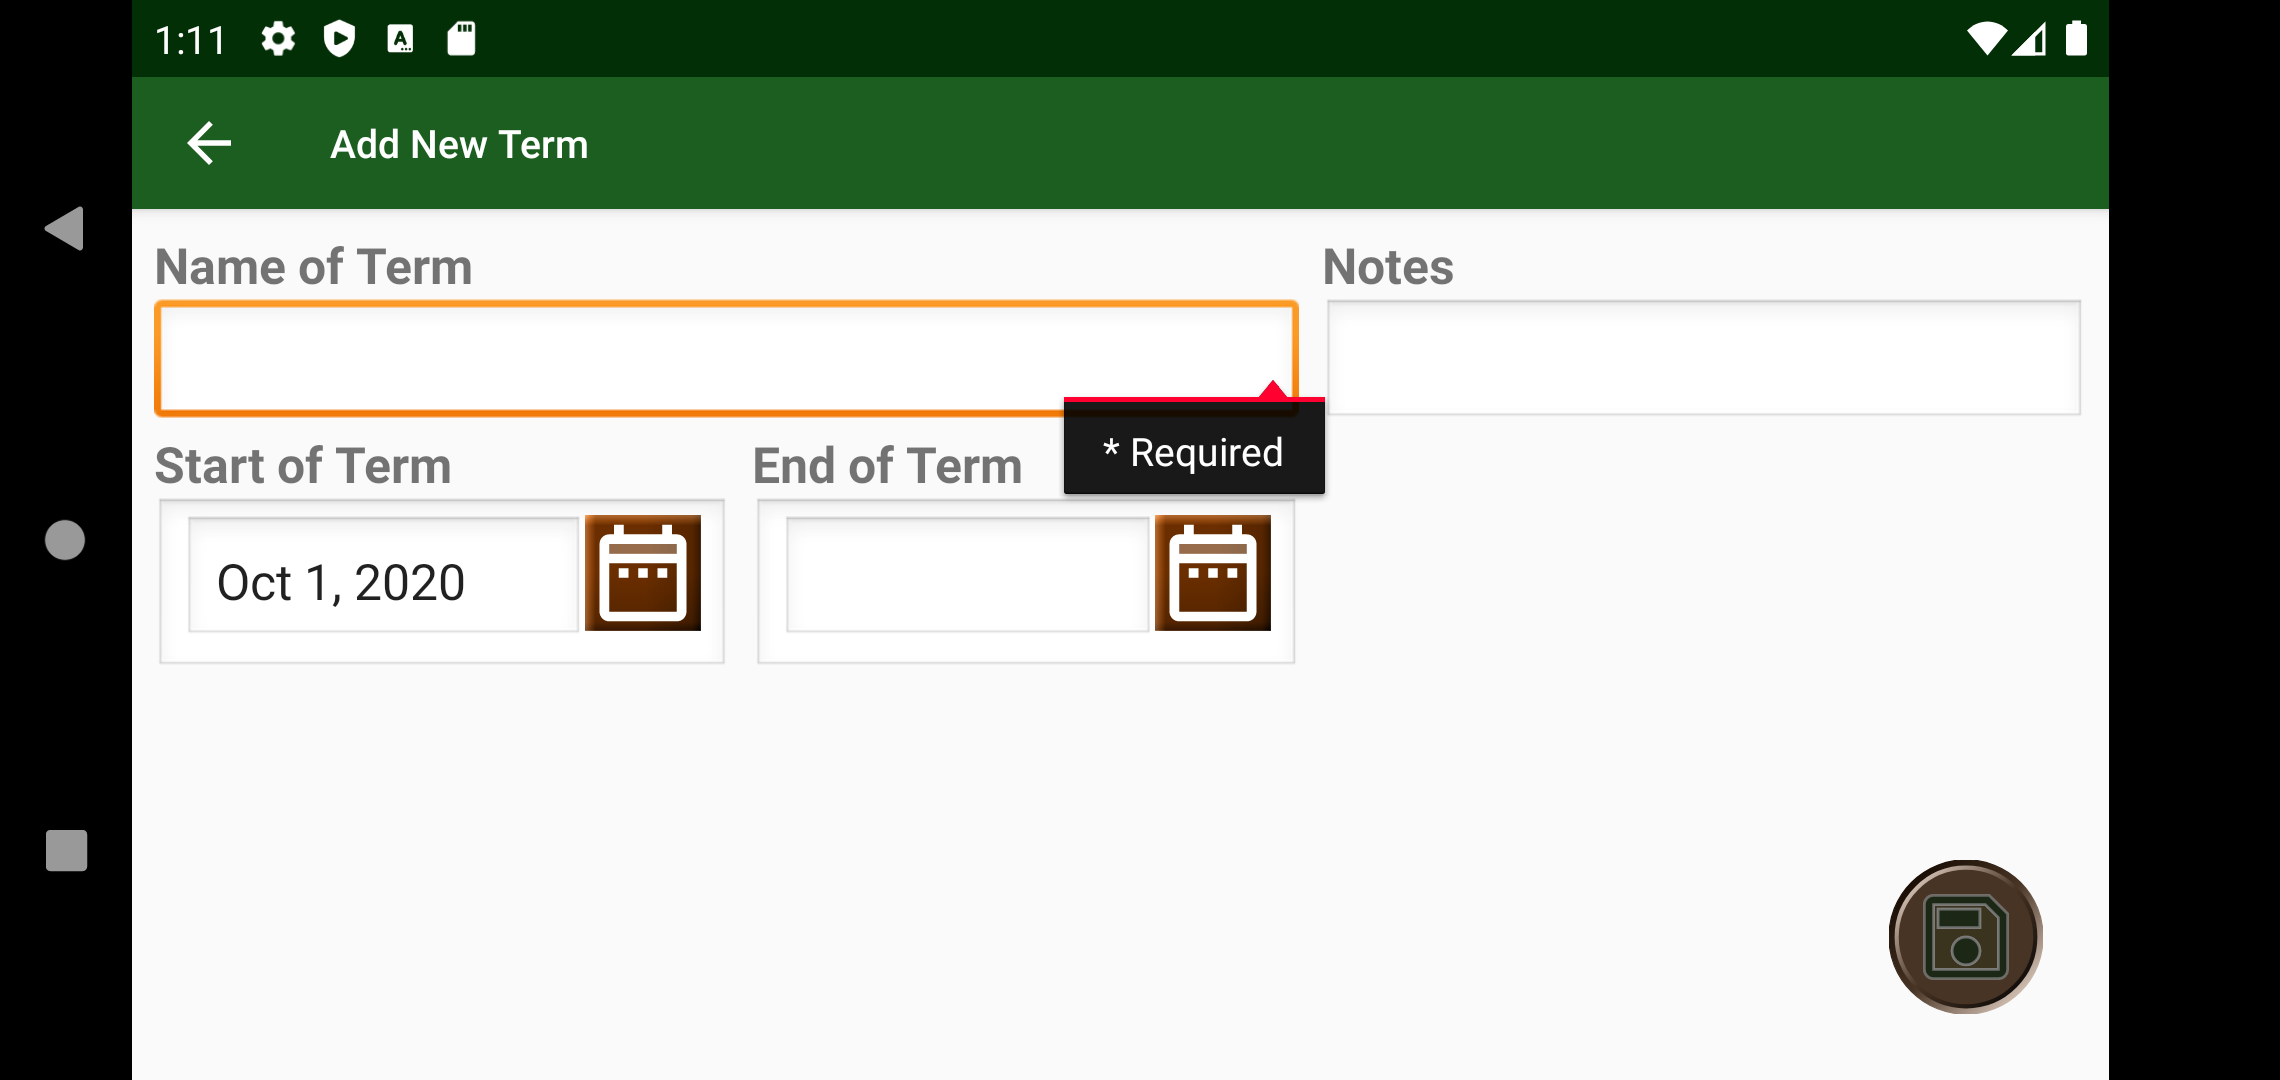 1:11
Add New Term
Name of Term
Notes
* Required
Start of Term
End of Term
Oct 1, 2020